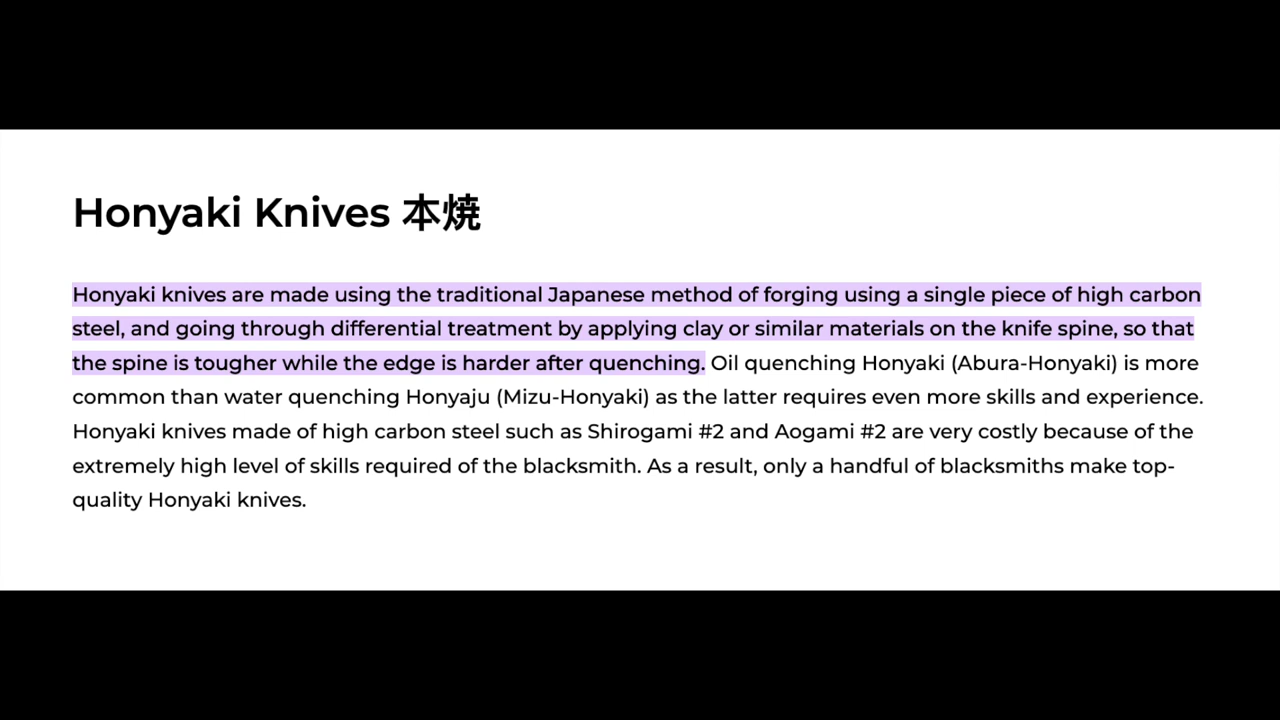 Honyaki Knives 本焼
Honyaki knives are made using the traditional Japanese method of forging using a single piece of high carbon
steel, and going through differential treatment by applying clay or similar materials on the knife spine, so that
the spine is tougher while the edge is harder after quenching. Oil quenching Honyaki (Abura-Honyaki) is more
common than water quenching Honyaju (Mizu-Honyaki) as the latter requires even more skills and experience.
Honyaki knives made of high carbon steel such as Shirogami #2 and Aogami #2 are very costly because of the
extremely high level of skills required of the blacksmith. As a result, only a handful of blacksmiths make top-
quality Honyaki knives.